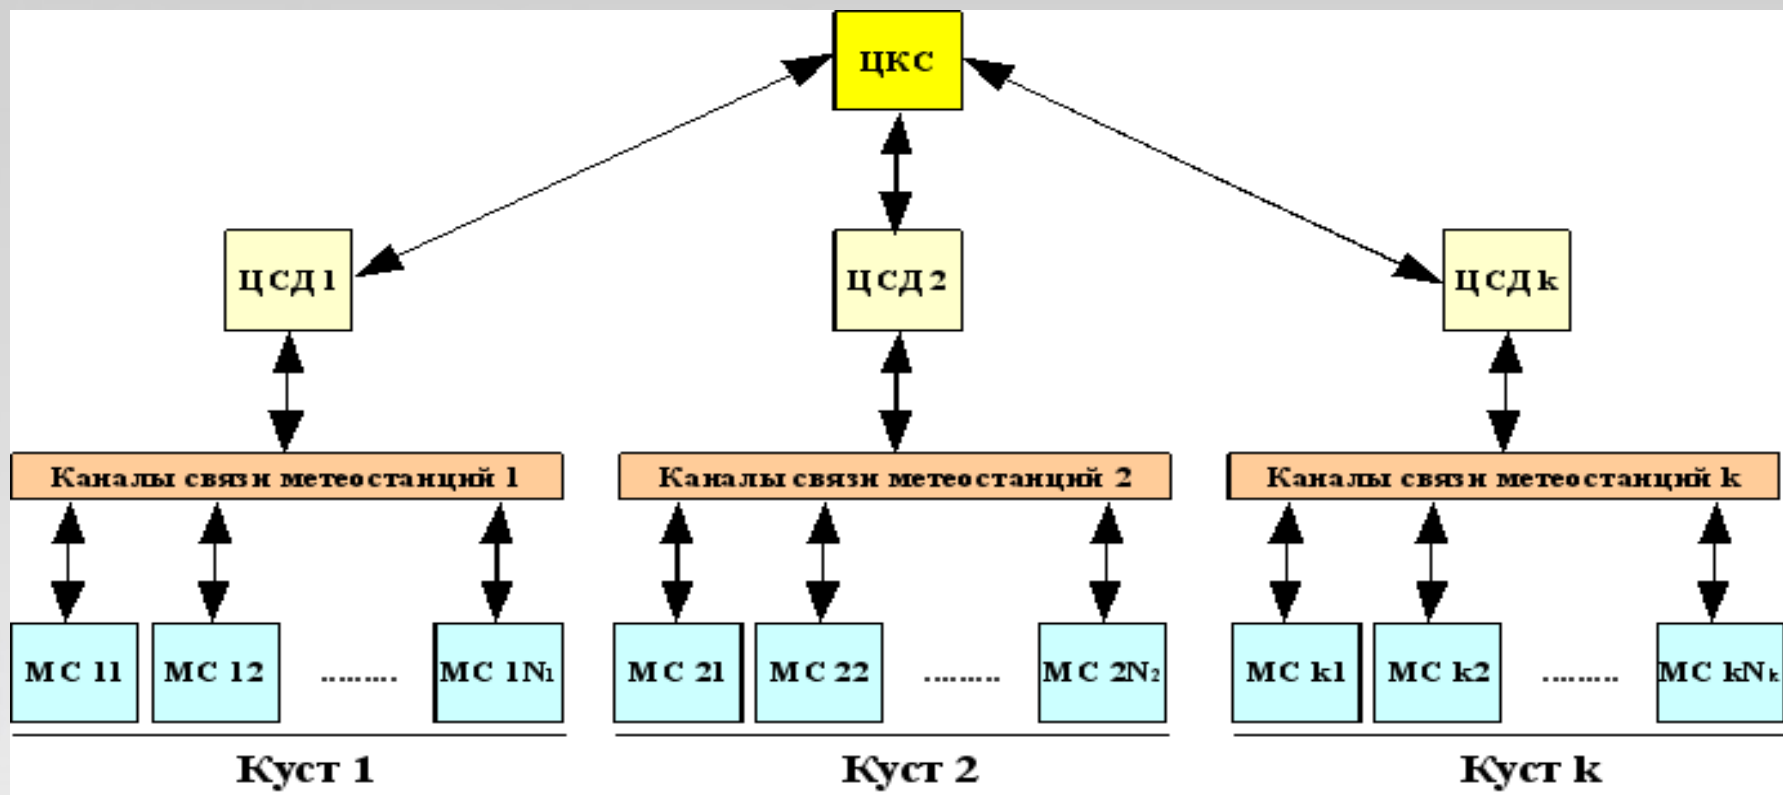 ЦКС
ЦСД 1
ЦСД 2
ЦСД k
Каналы связи метеостанций 1
Каналы связи метеостанций 2
Каналы связи метеостанций k
МС 11
МС 12
.........
МС 1N₁
МС 21
МС 22
.........
МС 2N₂
МС k1
МС k2
.........
МС kNₖ
Куст 1
Куст 2
Куст k